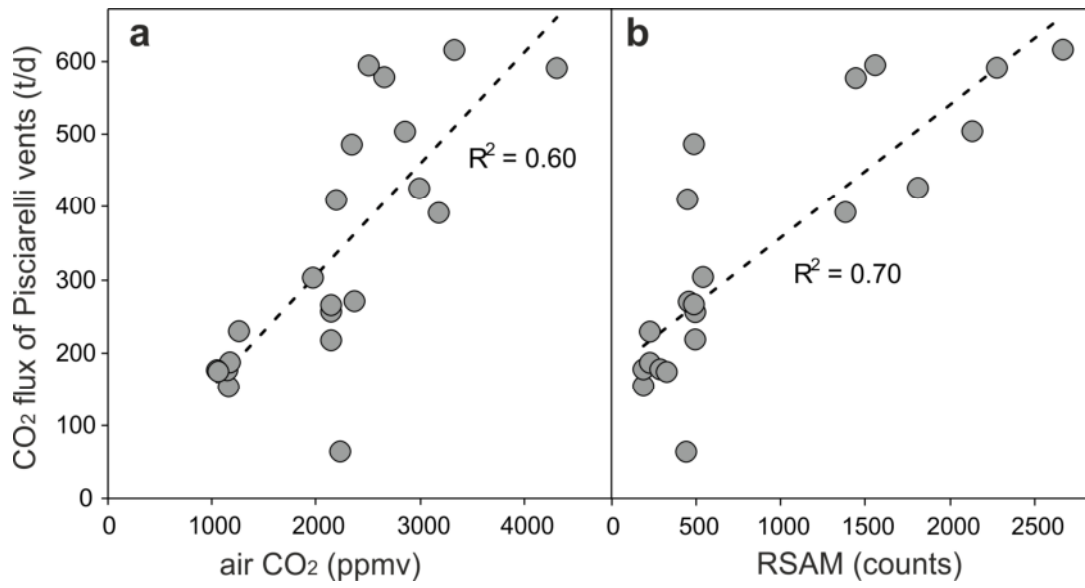 a
b
CO₂ flux of Pisciarelli vents (t/d)
600
500
400
300
200
100
0
R² = 0.60
R² = 0.70
0 1000 2000 3000 4000
0 500 1000 1500 2000 2500
air CO₂ (ppmv)
RSAM (counts)